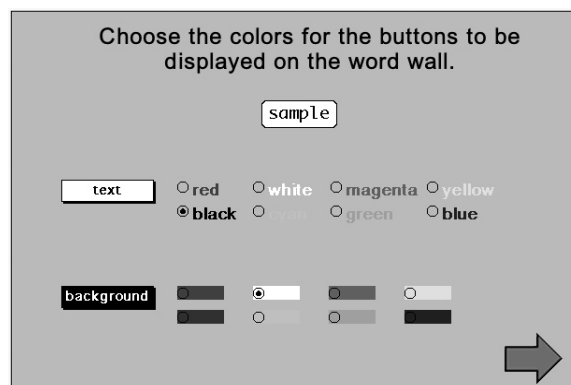 Choose the colors for the buttons to be
displayed on the word wall.
sample
text red white magenta yellow
black cyan green blue
background